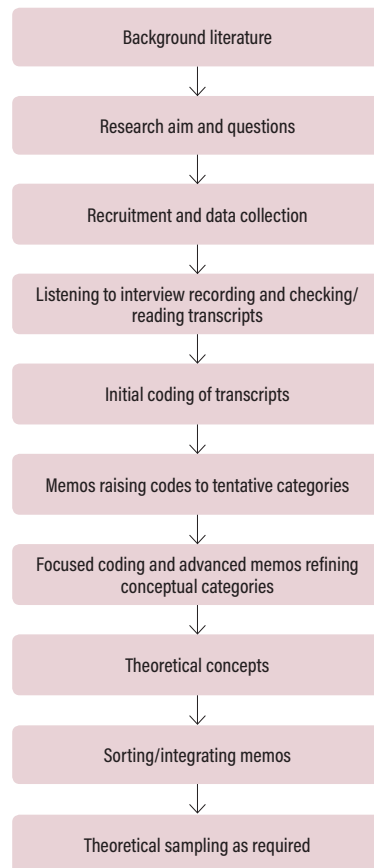 Background literature
Research aim and questions
Recruitment and data collection
Listening to interview recording and checking/
reading transcripts
Initial coding of transcripts
Memos raising codes to tentative categories
Focused coding and advanced memos refining
conceptual categories
Theoretical concepts
Sorting/integrating memos
Theoretical sampling as required